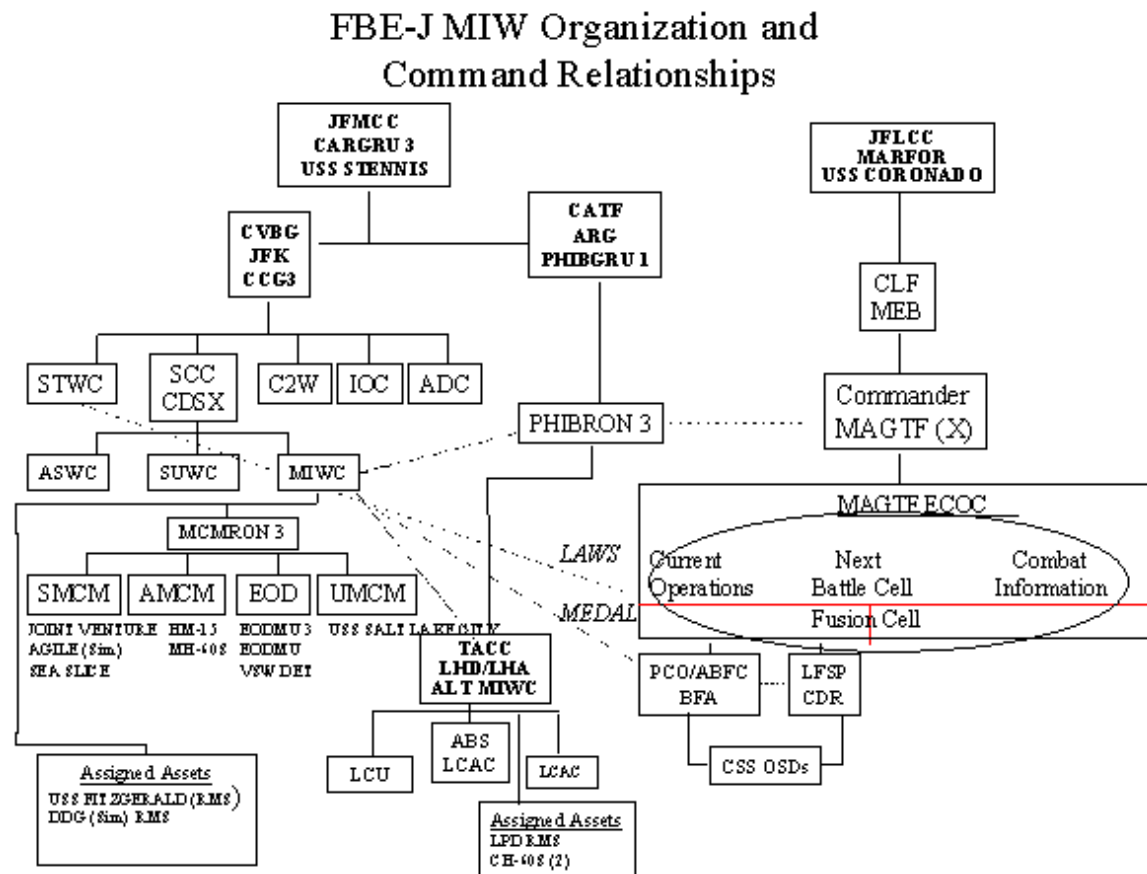 FBE-J MIW Organization and
Command Relationships
JFMCC
CARGRU 3
USS STENNIS
JFLCC
MARFOR
USS CORONADO
CVBG
JFK
CCG3
CATF
ARG
PHIBGRU 1
CLF
MEB
STWC
SCC
CDSX
C2W
IOC
ADC
Commander
MAGTF (X)
PHIBRON 3
ASWC
SUWC
MIWC
MCMRON 3
MAGTF ECOC
LAWS
Current
Operations
Next
Battle Cell
Combat
Information
MEDAL
Fusion Cell
SMCM
AMCM
EOD
UMCM
JOINT VENTURE
AGILE (Sim)
SEA SLICE
HM-15
MH-60S
EODMU 3
EODMU
VSW DET
USS SALT LAKE CITY
TACC
LHD/LHA
ALT MIWC
PCO/ABFC
BFA
LFSP
CDR
LCU
ABS
LCAC
LCAC
CSS OSDs
Assigned Assets
USS FITZGERALD (RMS)
DDG (Sim) RMS
Assigned Assets
LPD RMS
CH-60S (2)